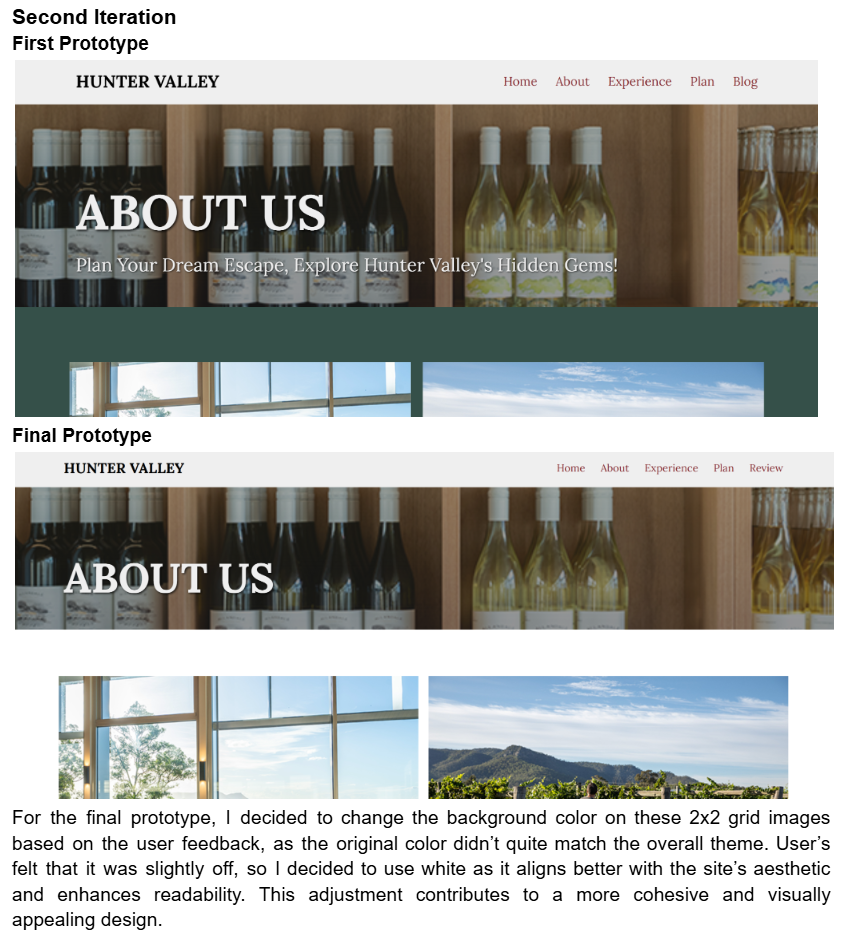 Second Iteration
First Prototype
HUNTER VALLEY
Home About Experience Plan Blog
ABOUT US
Plan Your Dream Escape, Explore Hunter Valley's Hidden Gems!
Final Prototype
HUNTER VALLEY
Home About Experience Plan Review
ABOUT US
For the final prototype, I decided to change the background color on these 2x2 grid images
based on the user feedback, as the original color didn’t quite match the overall theme. User’s
felt that it was slightly off, so I decided to use white as it aligns better with the site’s aesthetic
and enhances readability. This adjustment contributes to a more cohesive and visually
appealing design.